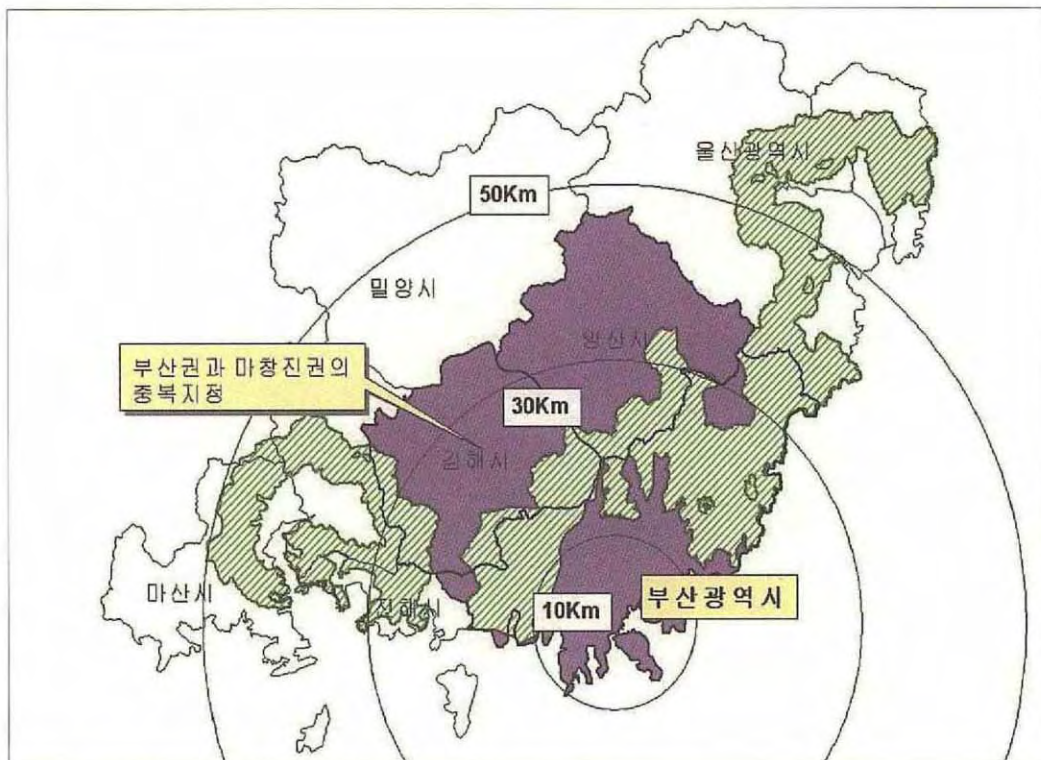 울산광역시
50Km
밀양시
양산시
부산권과 마창진권의
중복지정
30Km
김해시
마산시
진해시
10Km
부산광역시